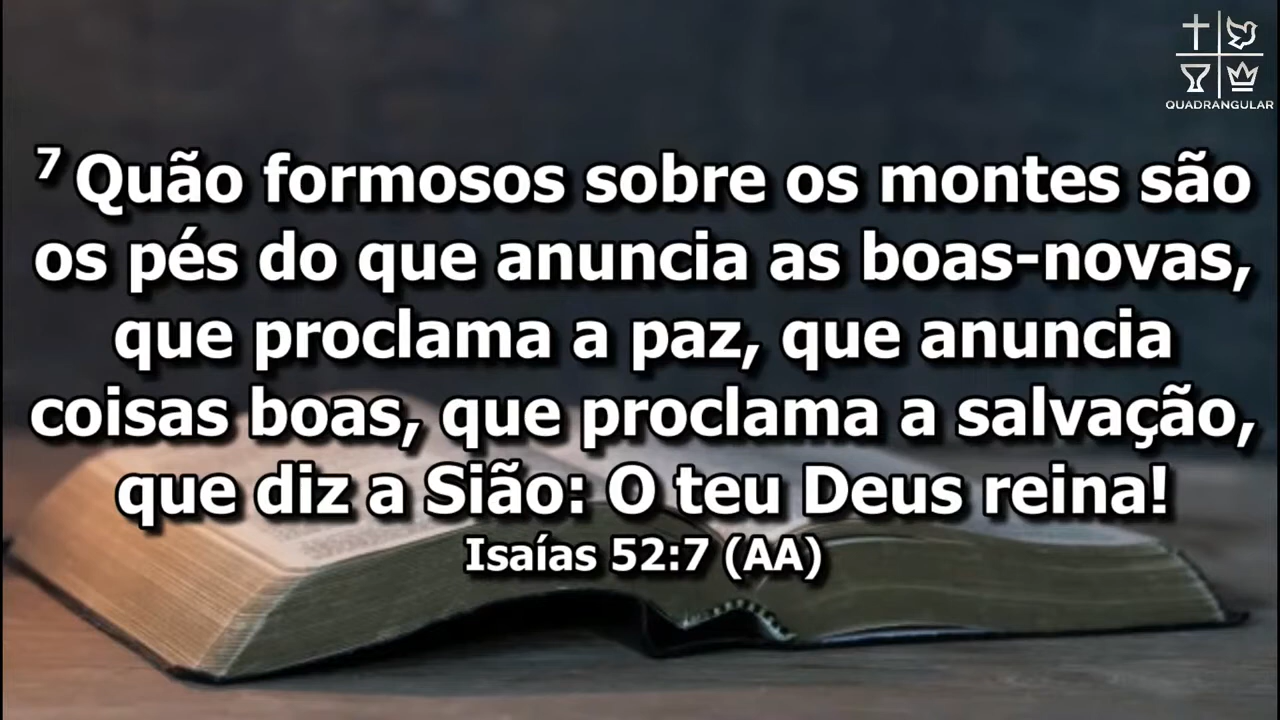 QUADRANGULAR
7 Quão formosos sobre os montes são
os pés do que anuncia as boas-novas,
que proclama a paz, que anuncia
coisas boas, que proclama a salvação,
que diz a Sião: O teu Deus reina!
Isaías 52:7 (AA)